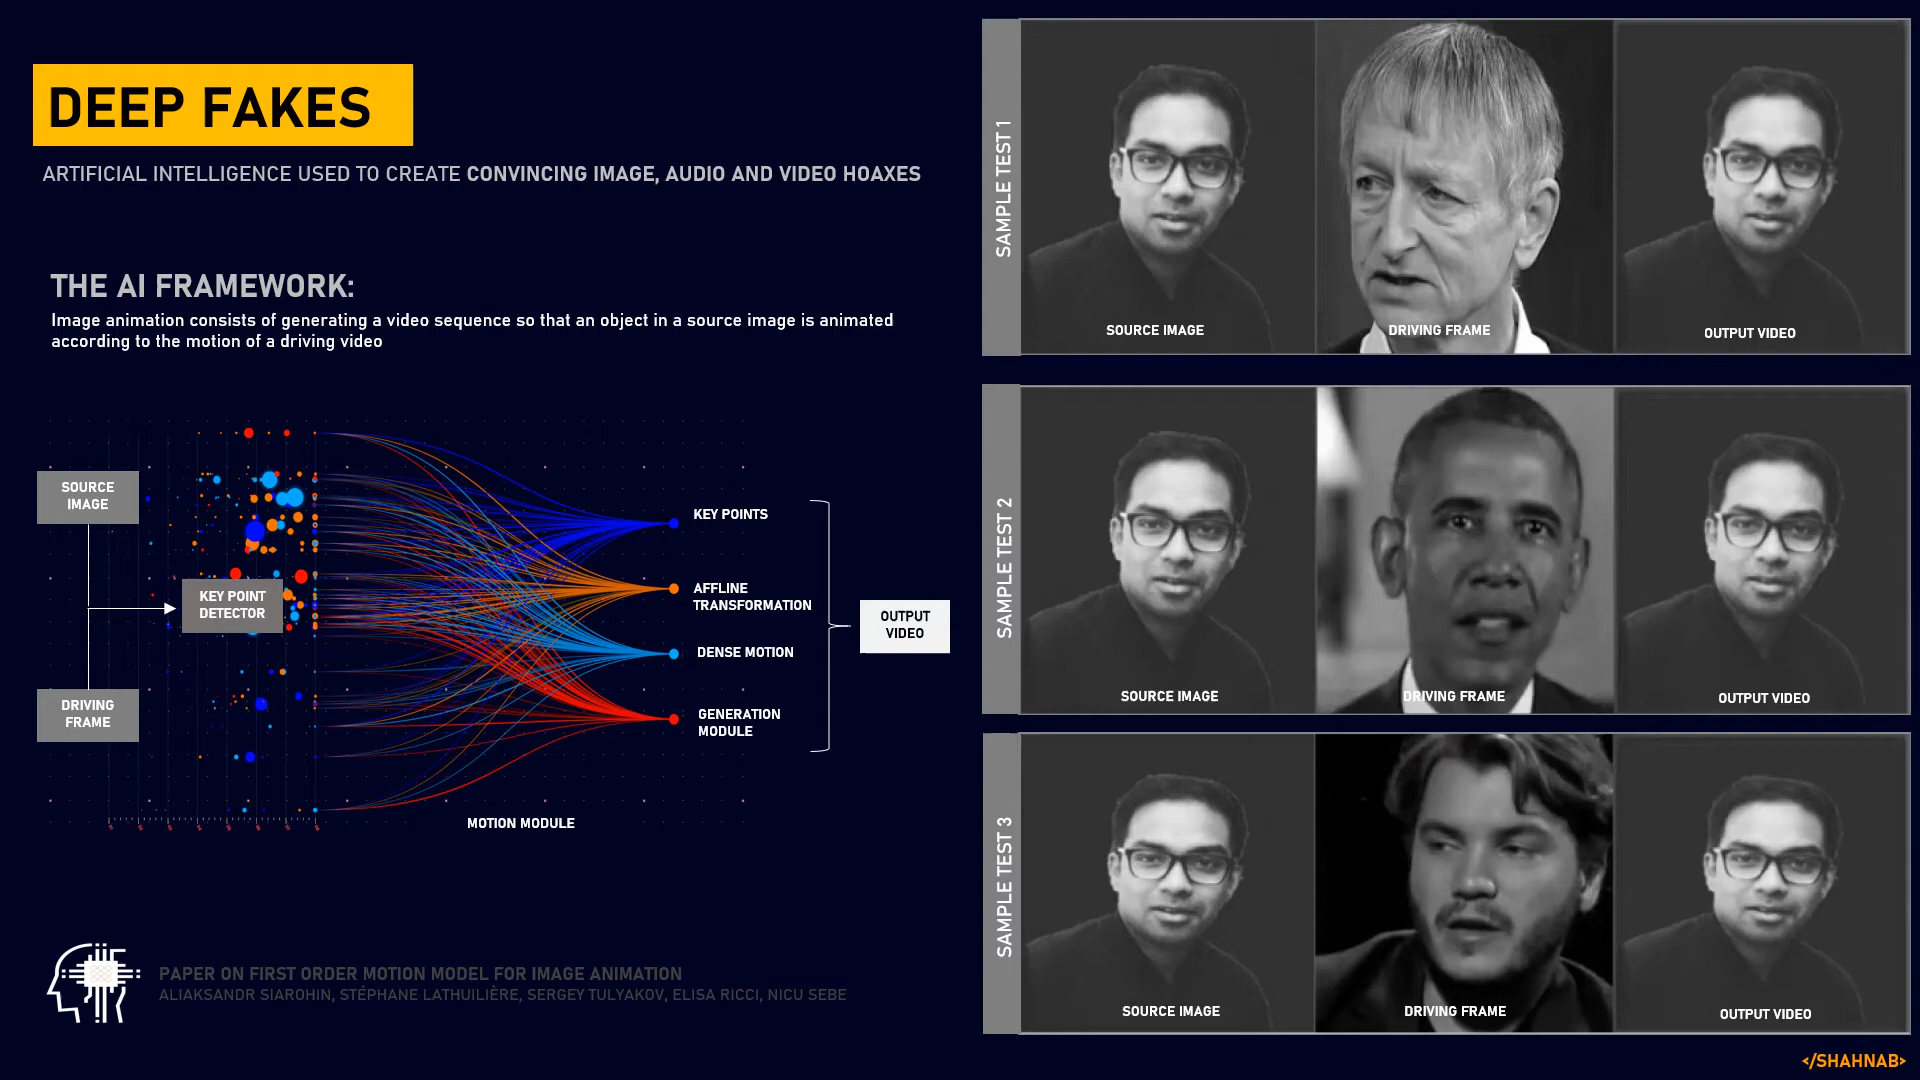 DEEP FAKES
ARTIFICIAL INTELLIGENCE USED TO CREATE CONVINCING IMAGE, AUDIO AND VIDEO HOAXES
THE AI FRAMEWORK:
Image animation consists of generating a video sequence so that an object in a source image is animated
according to the motion of a driving video
SOURCE
IMAGE
KEY POINT
DETECTOR
DRIVING
FRAME
KEY POINTS
AFFLINE
TRANSFORMATION
DENSE MOTION
GENERATION
MODULE
OUTPUT
VIDEO
MOTION MODULE
PAPER ON FIRST ORDER MOTION MODEL FOR IMAGE ANIMATION
ALIAKSANDR SIAROHIN, STÉPHANE LATHUILIÈRE, SERGEY TULYAKOV, ELISA RICCI, NICU SEBE
SAMPLE TEST 1
SOURCE IMAGE
DRIVING FRAME
OUTPUT VIDEO
SAMPLE TEST 2
SOURCE IMAGE
DRIVING FRAME
OUTPUT VIDEO
SAMPLE TEST 3
SOURCE IMAGE
DRIVING FRAME
OUTPUT VIDEO
</SHAHNAB>